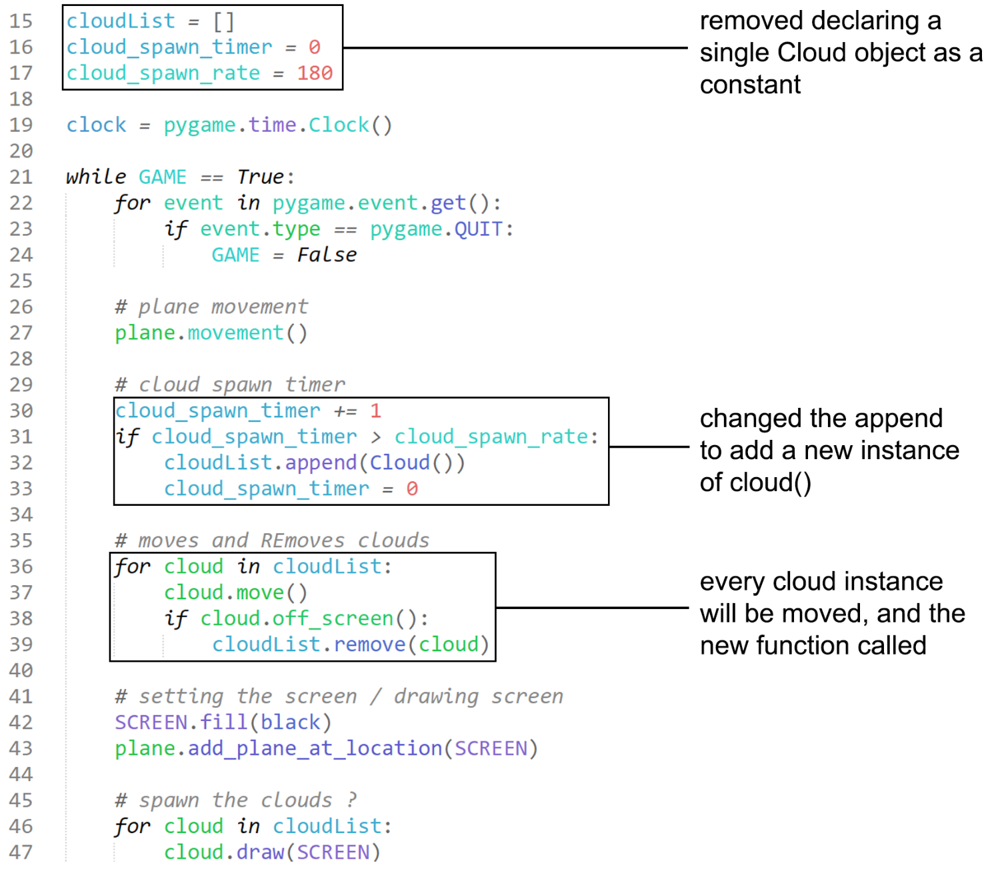 15 cloudList = []
16 cloud_spawn_timer = 0
17 cloud_spawn_rate = 180
removed declaring a
single Cloud object as a
constant
18
19 clock = pygame.time.Clock()
20
21 while GAME == True:
22 for event in pygame.event.get():
23 if event.type == pygame.QUIT:
24 GAME = False
25
26 # plane movement
27 plane.movement()
28
29 # cloud spawn timer
30 cloud_spawn_timer += 1
31 if cloud_spawn_timer > cloud_spawn_rate:
32 cloudList.append(Cloud())
33 cloud_spawn_timer = 0
changed the append
to add a new instance
of cloud()
34
35 # moves and REmoves clouds
36 for cloud in cloudList:
37 cloud.move()
38 if cloud.off_screen():
39 cloudList.remove(cloud)
every cloud instance
will be moved, and the
new function called
40
41 # setting the screen / drawing screen
42 SCREEN.fill(black)
43 plane.add_plane_at_location(SCREEN)
44
45 # spawn the clouds ?
46 for cloud in cloudList:
47 cloud.draw(SCREEN)